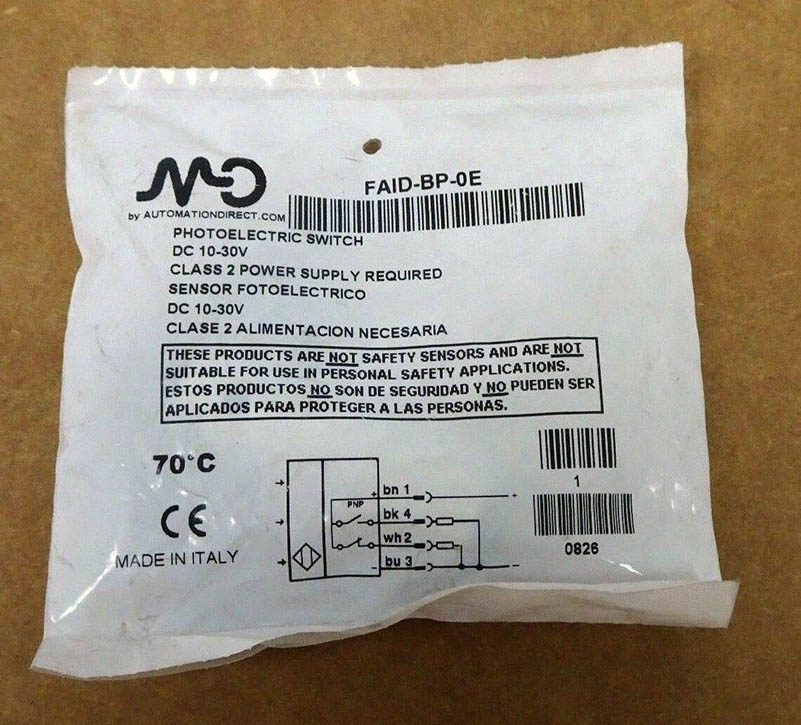 MD
by AUTOMATIONDIRECT.COM
FAID-BP-0E
PHOTOELECTRIC SWITCH
DC 10-30V
CLASS 2 POWER SUPPLY REQUIRED
SENSOR FOTOELECTRICO
DC 10-30V
CLASE 2 ALIMENTACION NECESARIA
THESE PRODUCTS ARE NOT SAFETY SENSORS AND ARE NOT
SUITABLE FOR USE IN PERSONAL SAFETY APPLICATIONS.
ESTOS PRODUCTOS NO SON DE SEGURIDAD Y NO PUEDEN SER
APLICADOS PARA PROTEGER A LAS PERSONAS.
70°C
CE
MADE IN ITALY
PNP
+ bn 1 +
bk 4
wh 2
- bu 3 -
1
0826